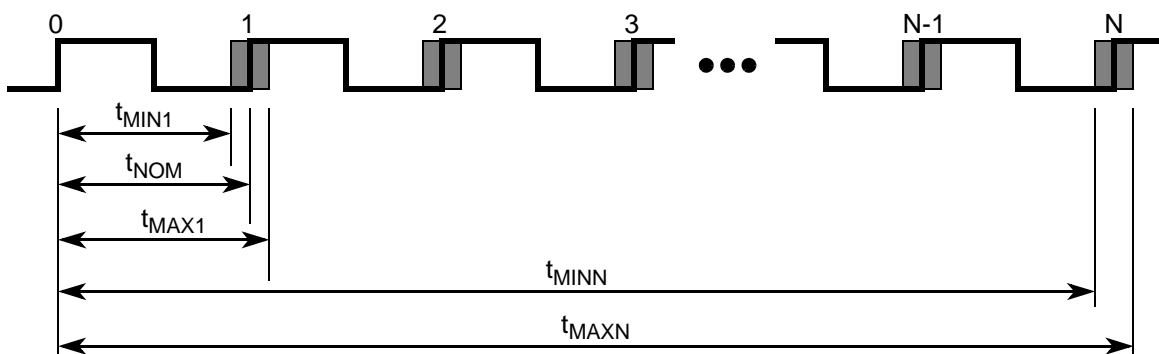 0 1 2 3 N-1 N
tMIN1
tNOM
tMAX1
tMINN
tMAXN